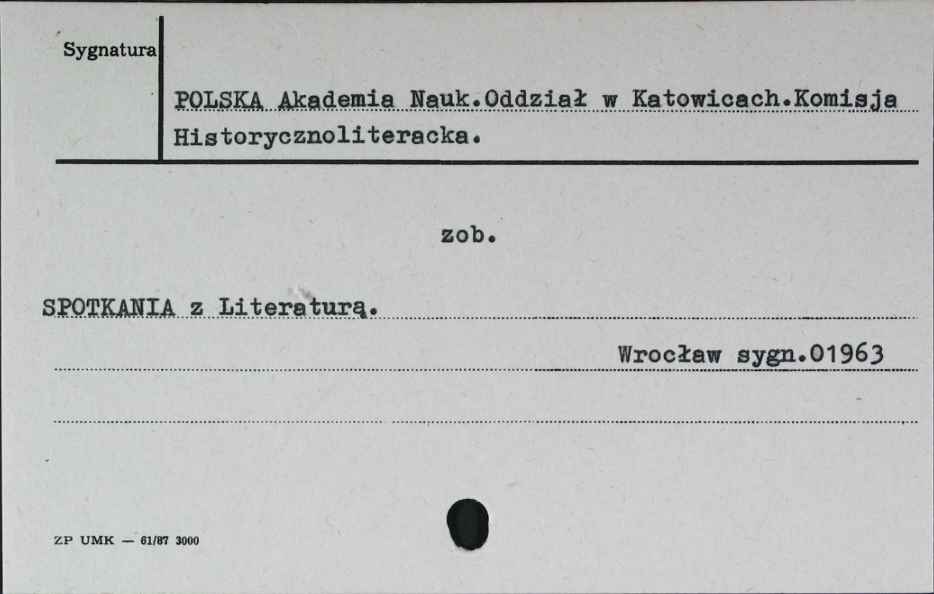 Sygnatura
POLSKA Akademia Nauk.Oddział w Katowicach.Komisja
Historycznoliteracka.
zob.
SPOTKANIA z Literaturą.
Wrocław sygn.01963
ZP UMK — 61/87 3000